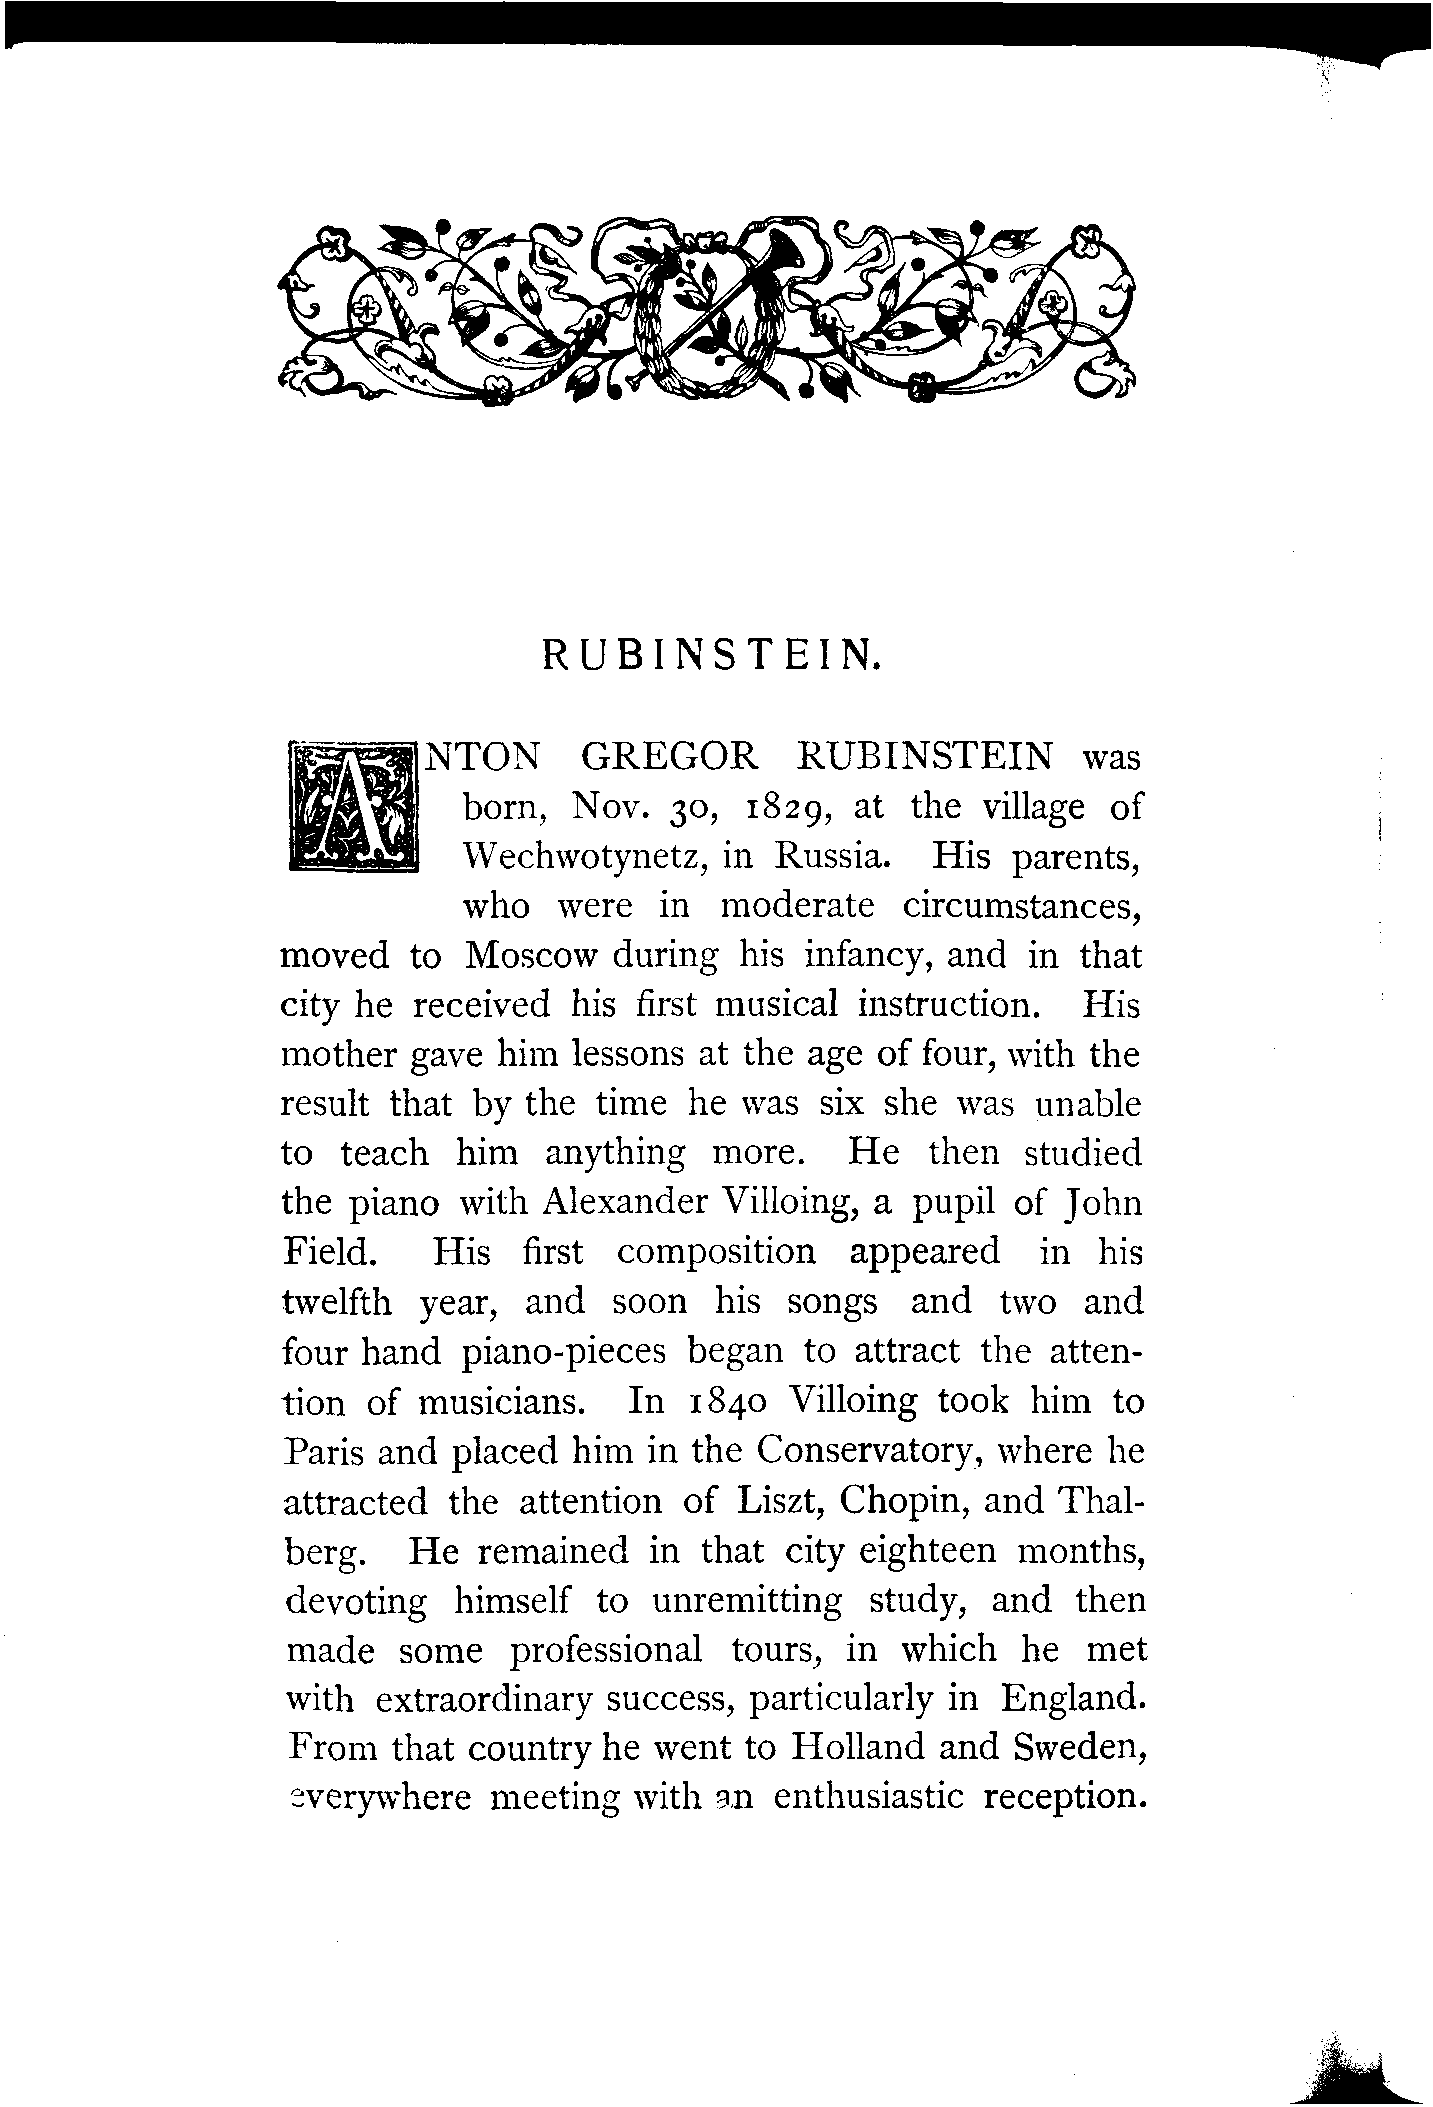 RUBINSTEIN.
ANTON GREGOR RUBINSTEIN was
born, Nov. 30, 1829, at the village of
Wechwotynetz, in Russia. His parents,
who were in moderate circumstances,
moved to Moscow during his infancy, and in that
city he received his first musical instruction. His
mother gave him lessons at the age of four, with the
result that by the time he was six she was unable
to teach him anything more. He then studied
the piano with Alexander Villoing, a pupil of John
Field. His first composition appeared in his
twelfth year, and soon his songs and two and
four hand piano-pieces began to attract the atten-
tion of musicians. In 1840 Villoing took him to
Paris and placed him in the Conservatory, where he
attracted the attention of Liszt, Chopin, and Thal-
berg. He remained in that city eighteen months,
devoting himself to unremitting study, and then
made some professional tours, in which he met
with extraordinary success, particularly in England.
From that country he went to Holland and Sweden,
everywhere meeting with an enthusiastic reception.